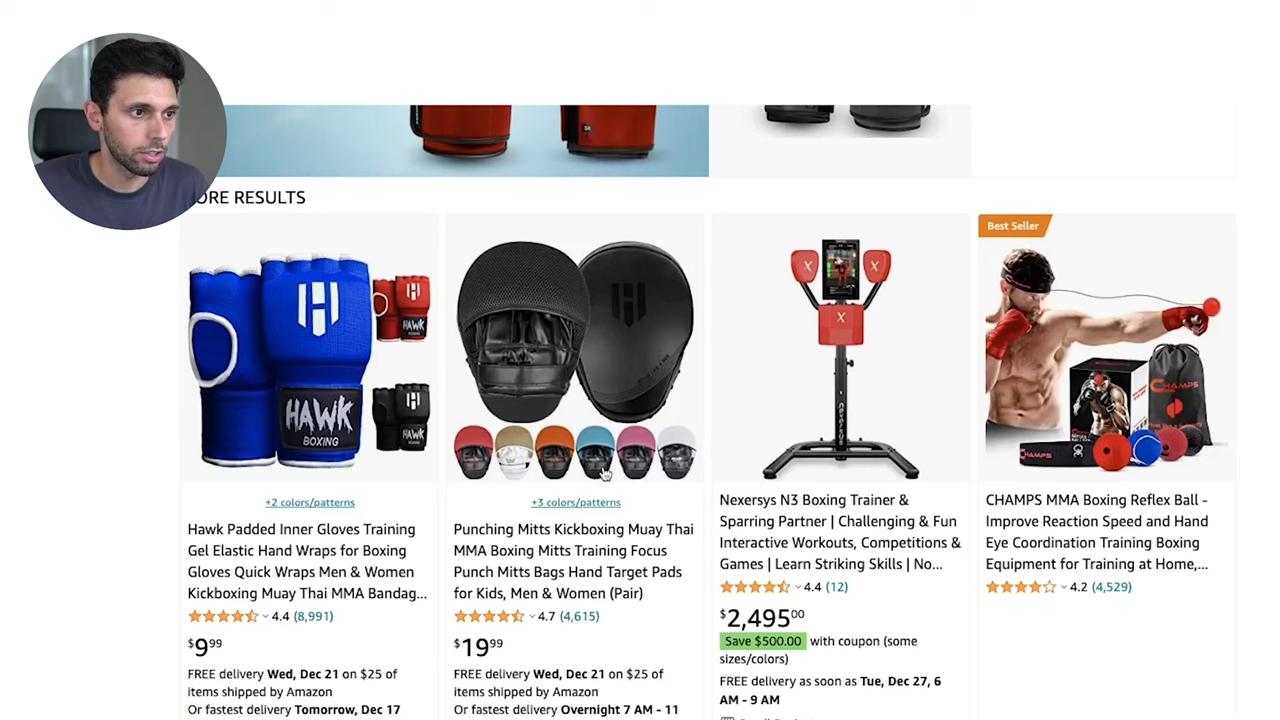 ORE RESULTS
HAWK
BOXING
HAWK
HAWK
+2 colors/patterns
Hawk Padded Inner Gloves Training
Gel Elastic Hand Wraps for Boxing
Gloves Quick Wraps Men & Women
Kickboxing Muay Thai MMA Bandag...
4.4 (8,991)
$9 99
FREE delivery Wed, Dec 21 on $25 of
items shipped by Amazon
Or fastest delivery Tomorrow, Dec 17
+3 colors/patterns
Punching Mitts Kickboxing Muay Thai
MMA Boxing Mitts Training Focus
Punch Mitts Bags Hand Target Pads
for Kids, Men & Women (Pair)
4.7 (4,615)
$19 99
FREE delivery Wed, Dec 21 on $25 of
items shipped by Amazon
Or fastest delivery Overnight 7 AM - 11
X
X
X
nexersys
Nexersys N3 Boxing Trainer &
Sparring Partner | Challenging & Fun
Interactive Workouts, Competitions &
Games | Learn Striking Skills | No...
4.4 (12)
$2,495 00
Save $500.00 with coupon (some
sizes/colors)
FREE delivery as soon as Tue, Dec 27, 6
AM - 9 AM
Best Seller
CHAMPS
CHAMPS
CHAMPS MMA Boxing Reflex Ball -
Improve Reaction Speed and Hand
Eye Coordination Training Boxing
Equipment for Training at Home,...
4.2 (4,529)